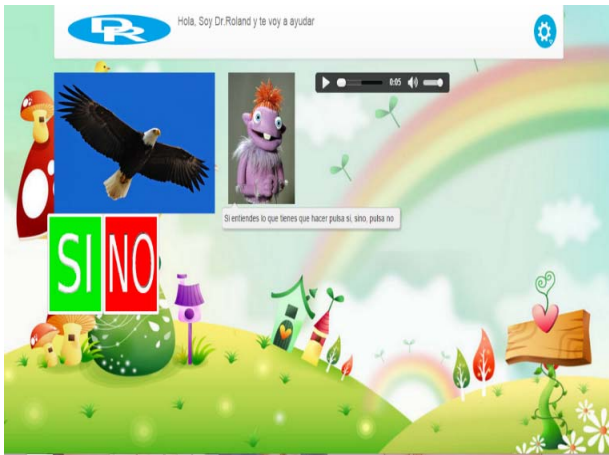 DR
Hola, Soy Dr.Roland y te voy a ayudar
0:05
Si entiendes lo que tienes que hacer pulsa si, sino, pulsa no
SI NO